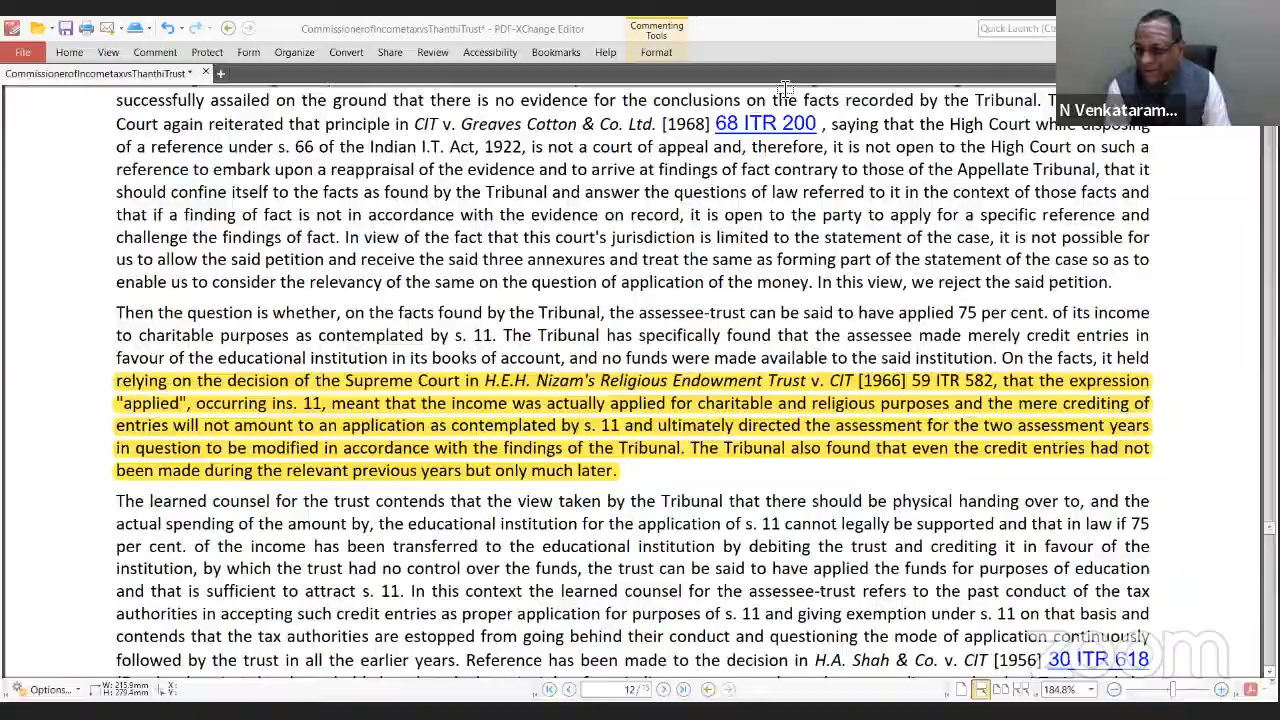 CommissionerofIncometaxvsThanthiTrust* - PDF-XChange Editor
Commenting Tools
Quick Launch (Ctrl
File Home View Comment Protect Form Organize Convert Share Review Accessibility Bookmarks Help Format
CommissionerofIncometaxvsThanthiTrust * × +
N Venkataram...
successfully assailed on the ground that there is no evidence for the conclusions on the facts recorded by the Tribunal.
Court again reiterated that principle in CIT v. Greaves Cotton & Co. Ltd. [1968] 68 ITR 200 , saying that the High Court while disposing
of a reference under s. 66 of the Indian I.T. Act, 1922, is not a court of appeal and, therefore, it is not open to the High Court on such a
reference to embark upon a reappraisal of the evidence and to arrive at findings of fact contrary to those of the Appellate Tribunal, that it
should confine itself to the facts as found by the Tribunal and answer the questions of law referred to it in the context of those facts and
that if a finding of fact is not in accordance with the evidence on record, it is open to the party to apply for a specific reference and
challenge the findings of fact. In view of the fact that this court's jurisdiction is limited to the statement of the case, it is not possible for
us to allow the said petition and receive the said three annexures and treat the same as forming part of the statement of the case so as to
enable us to consider the relevancy of the same on the question of application of the money. In this view, we reject the said petition.
Then the question is whether, on the facts found by the Tribunal, the assessee-trust can be said to have applied 75 per cent. of its income
to charitable purposes as contemplated by s. 11. The Tribunal has specifically found that the assessee made merely credit entries in
favour of the educational institution in its books of account, and no funds were made available to the said institution. On the facts, it held
relying on the decision of the Supreme Court in H.E.H. Nizam's Religious Endowment Trust v. CIT [1966] 59 ITR 582, that the expression
"applied", occurring ins. 11, meant that the income was actually applied for charitable and religious purposes and the mere crediting of
entries will not amount to an application as contemplated by s. 11 and ultimately directed the assessment for the two assessment years
in question to be modified in accordance with the findings of the Tribunal. The Tribunal also found that even the credit entries had not
been made during the relevant previous years but only much later.
The learned counsel for the trust contends that the view taken by the Tribunal that there should be physical handing over to, and the
actual spending of the amount by, the educational institution for the application of s. 11 cannot legally be supported and that in law if 75
per cent. of the income has been transferred to the educational institution by debiting the trust and crediting it in favour of the
institution, by which the trust had no control over the funds, the trust can be said to have applied the funds for purposes of education
and that is sufficient to attract s. 11. In this context the learned counsel for the assessee-trust refers to the past conduct of the tax
authorities in accepting such credit entries as proper application for purposes of s. 11 and giving exemption under s. 11 on that basis and
contends that the tax authorities are estopped from going behind their conduct and questioning the mode of application continuously
followed by the trust in all the earlier years. Reference has been made to the decision in H.A. Shah & Co. v. CIT [1956] 30 ITR 618
zoom
Options... W: 215.9mm H: 279.4mm X: Y: 12/15 184.8%